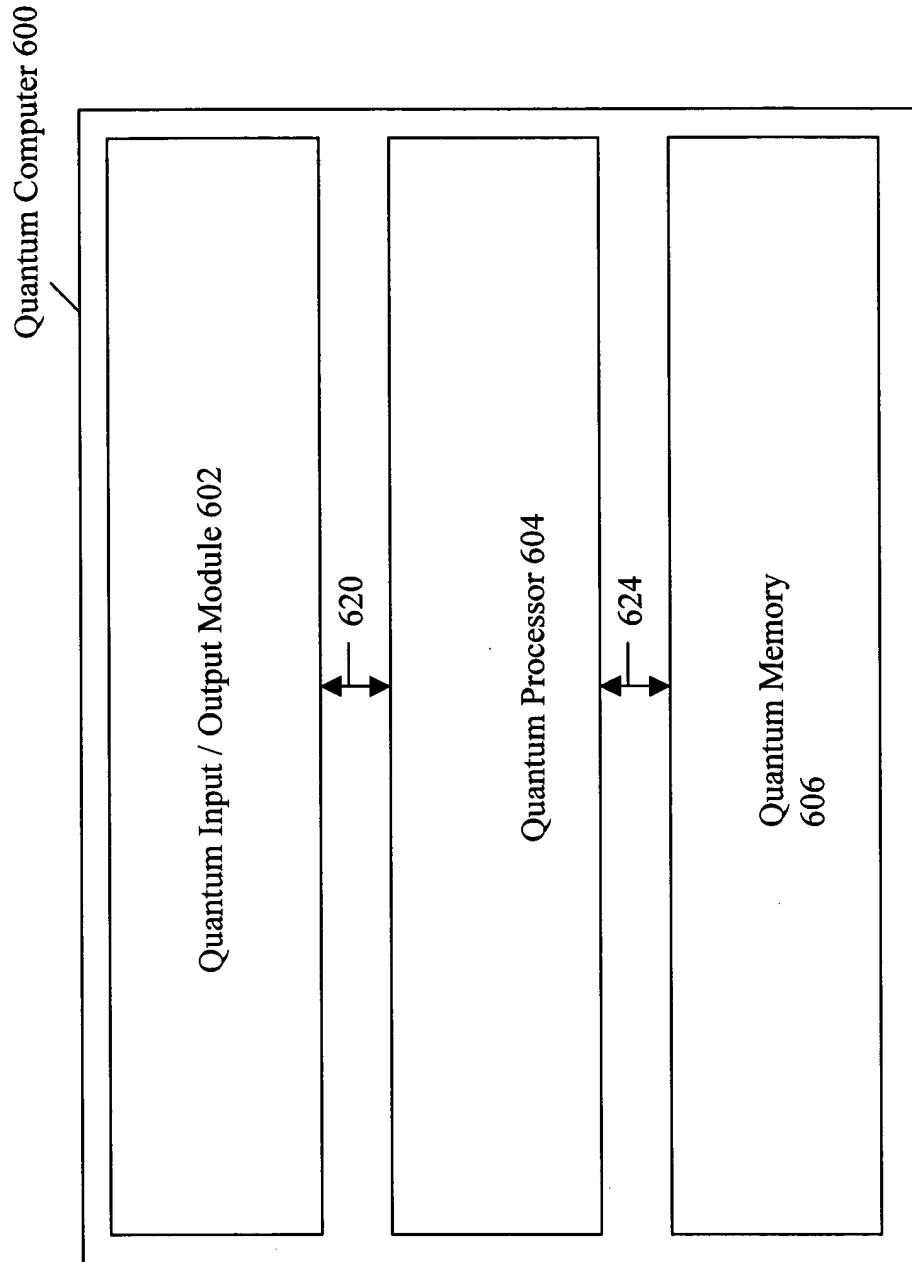 Quantum Computer 600
Quantum Input / Output Module 602
620
Quantum Processor 604
624
Quantum Memory
606